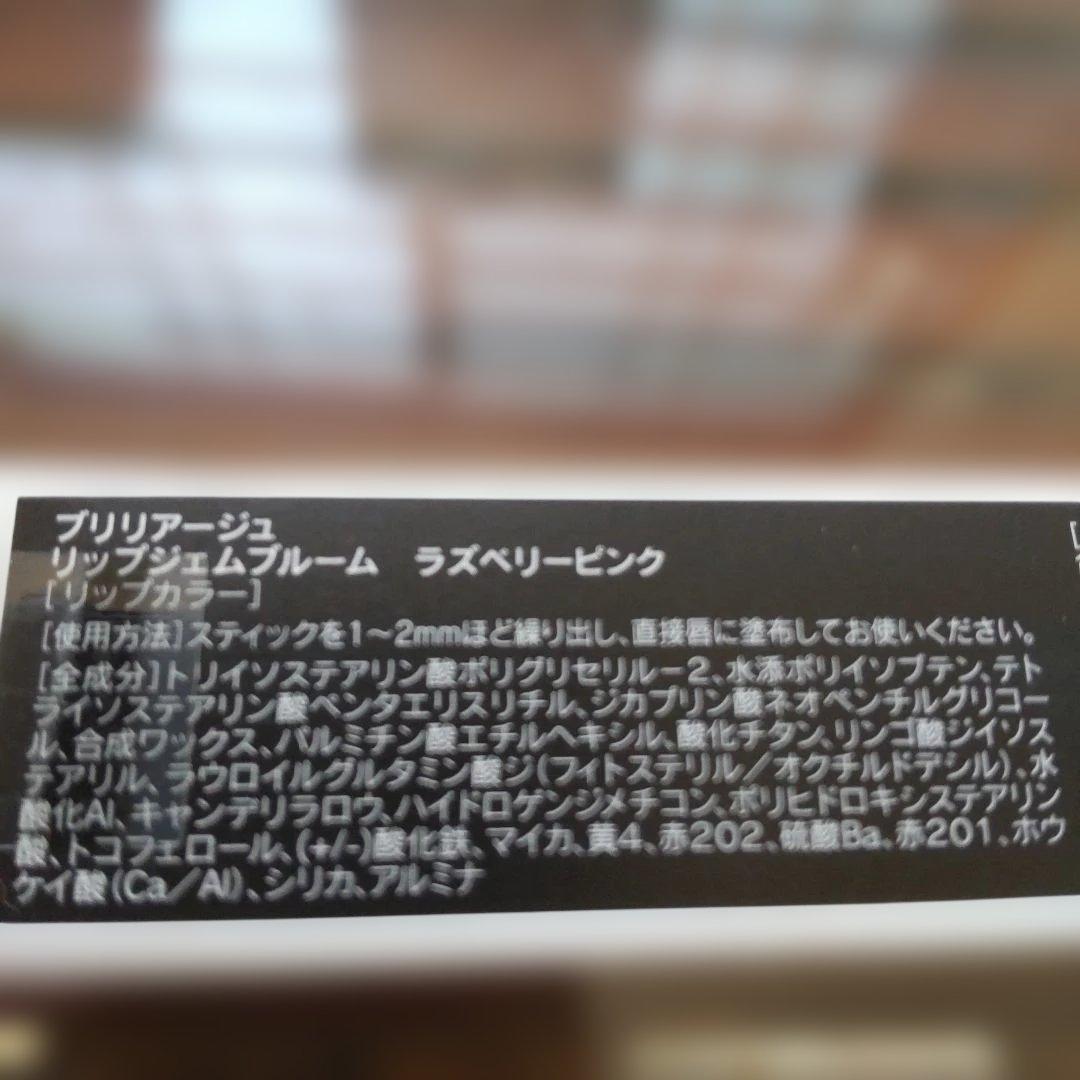 ブリリアージュ
リップジェムブルーム ラズベリーピンク
[リップカラー]
[使用方法]スティックを1〜2mmほど繰り出し、直接唇に塗布してお使いください。
[全成分]トリイソステアリン酸ポリグリセリル－2、水添ポリイソブテン、テト
ライソステアリン酸ペンタエリスリチル、ジカプリン酸ネオペンチルグリコー
ル、合成ワックス、パルミチン酸エチルヘキシル、酸化チタン、リンゴ酸ジイソス
テアリル、ラウロイルグルタミン酸ジ(フィトステリル／オクチルドデシル)、水
酸化Al、キャンデリラロウ、ハイドロゲンジメチコン、ポリヒドロキシステアリン
酸、トコフェロール、(+/-)酸化鉄、マイカ、黄4、赤202、硫酸Ba、赤201、ホウ
ケイ酸(Ca／Al)、シリカ、アルミナ